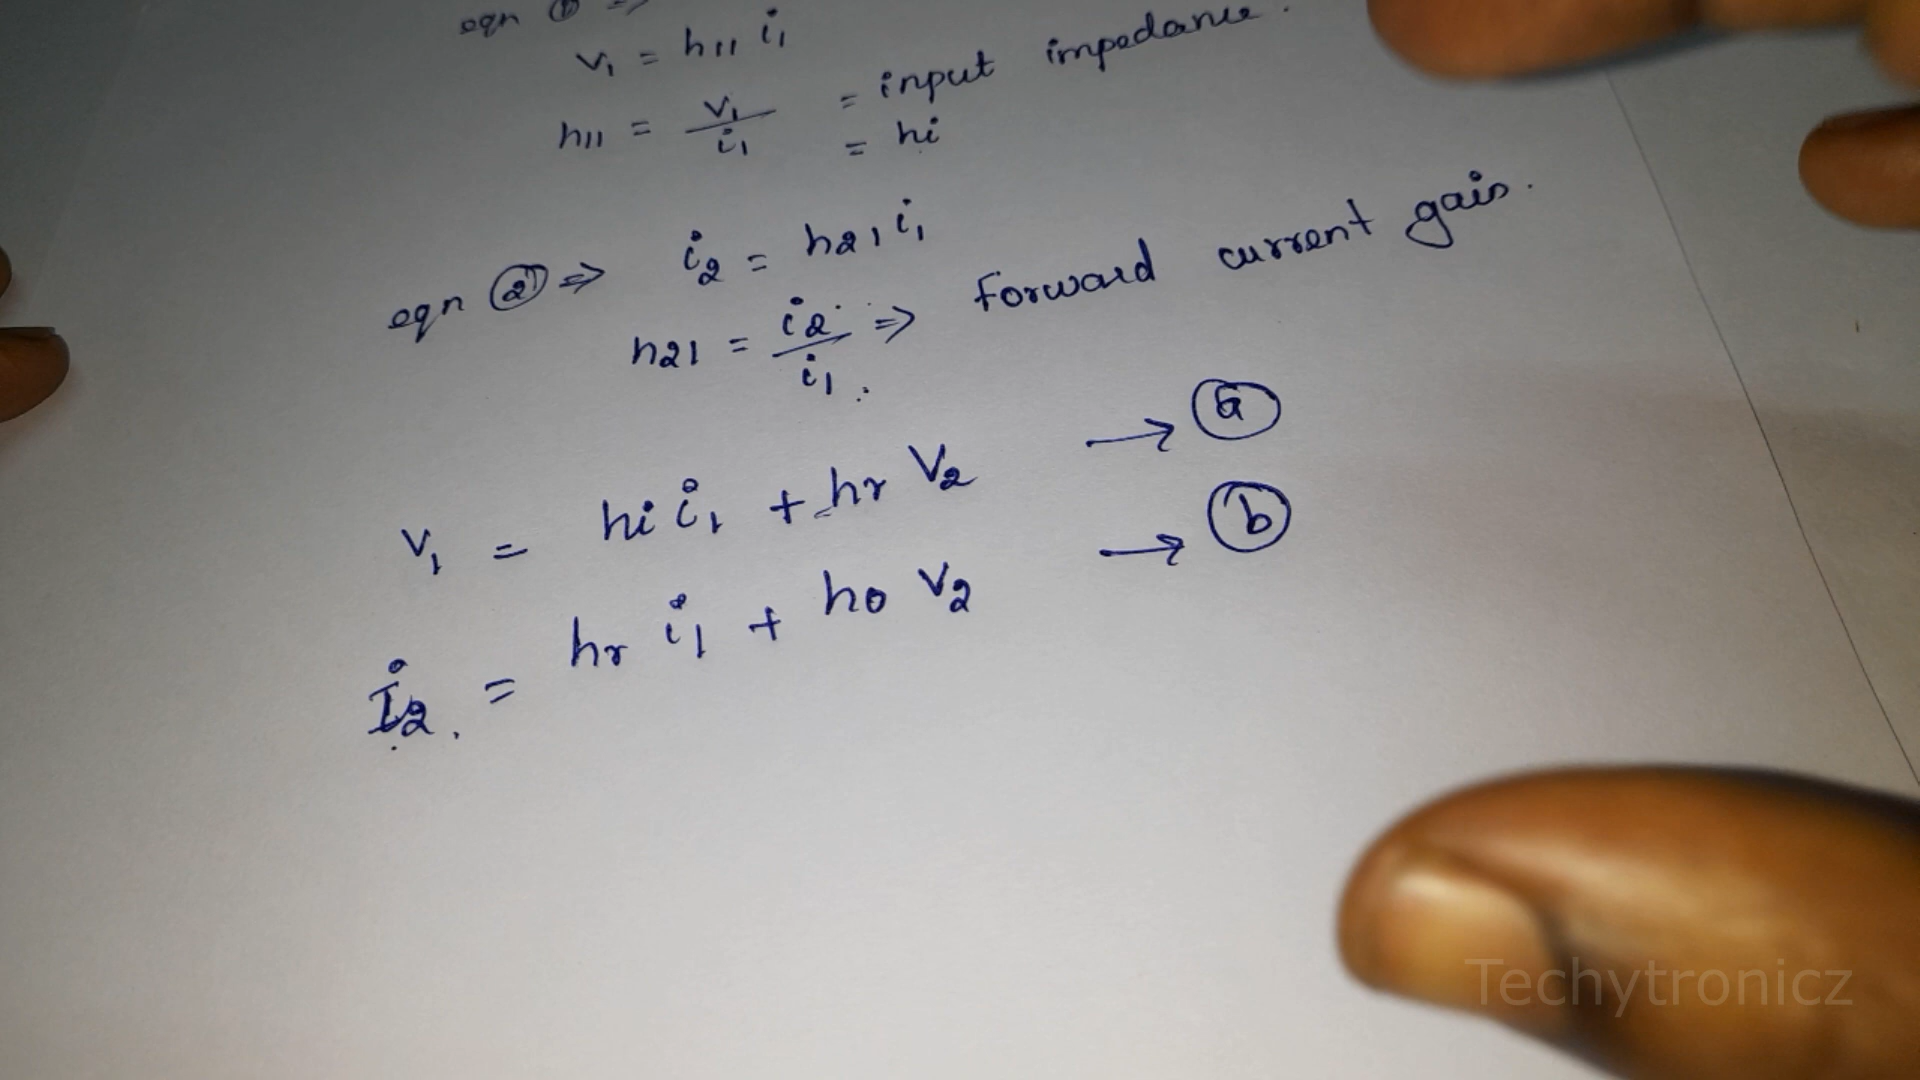 eqn ① ⇒
v₁ = h11 i₁
h11 = v₁/i₁ = input impedance.
= hi
eqn ② ⇒ i₂ = h21 i₁
h21 = i₂/i₁ ⇒ Forward current gain.
v₁ = hi i₁ + hr V₂ → ⓐ
I₂ = hr i₁ + ho V₂ → ⓑ
Techytronicz